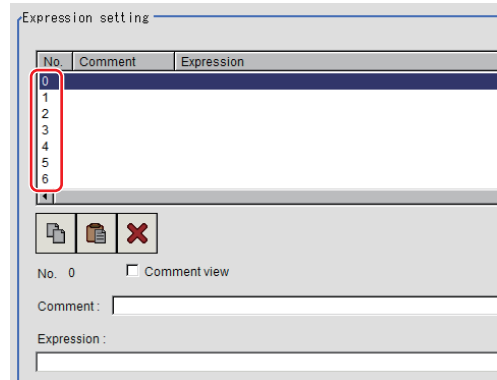 Expression setting
No. Comment Expression
0
1
2
3
4
5
6
No. 0 Comment view
Comment :
Expression :